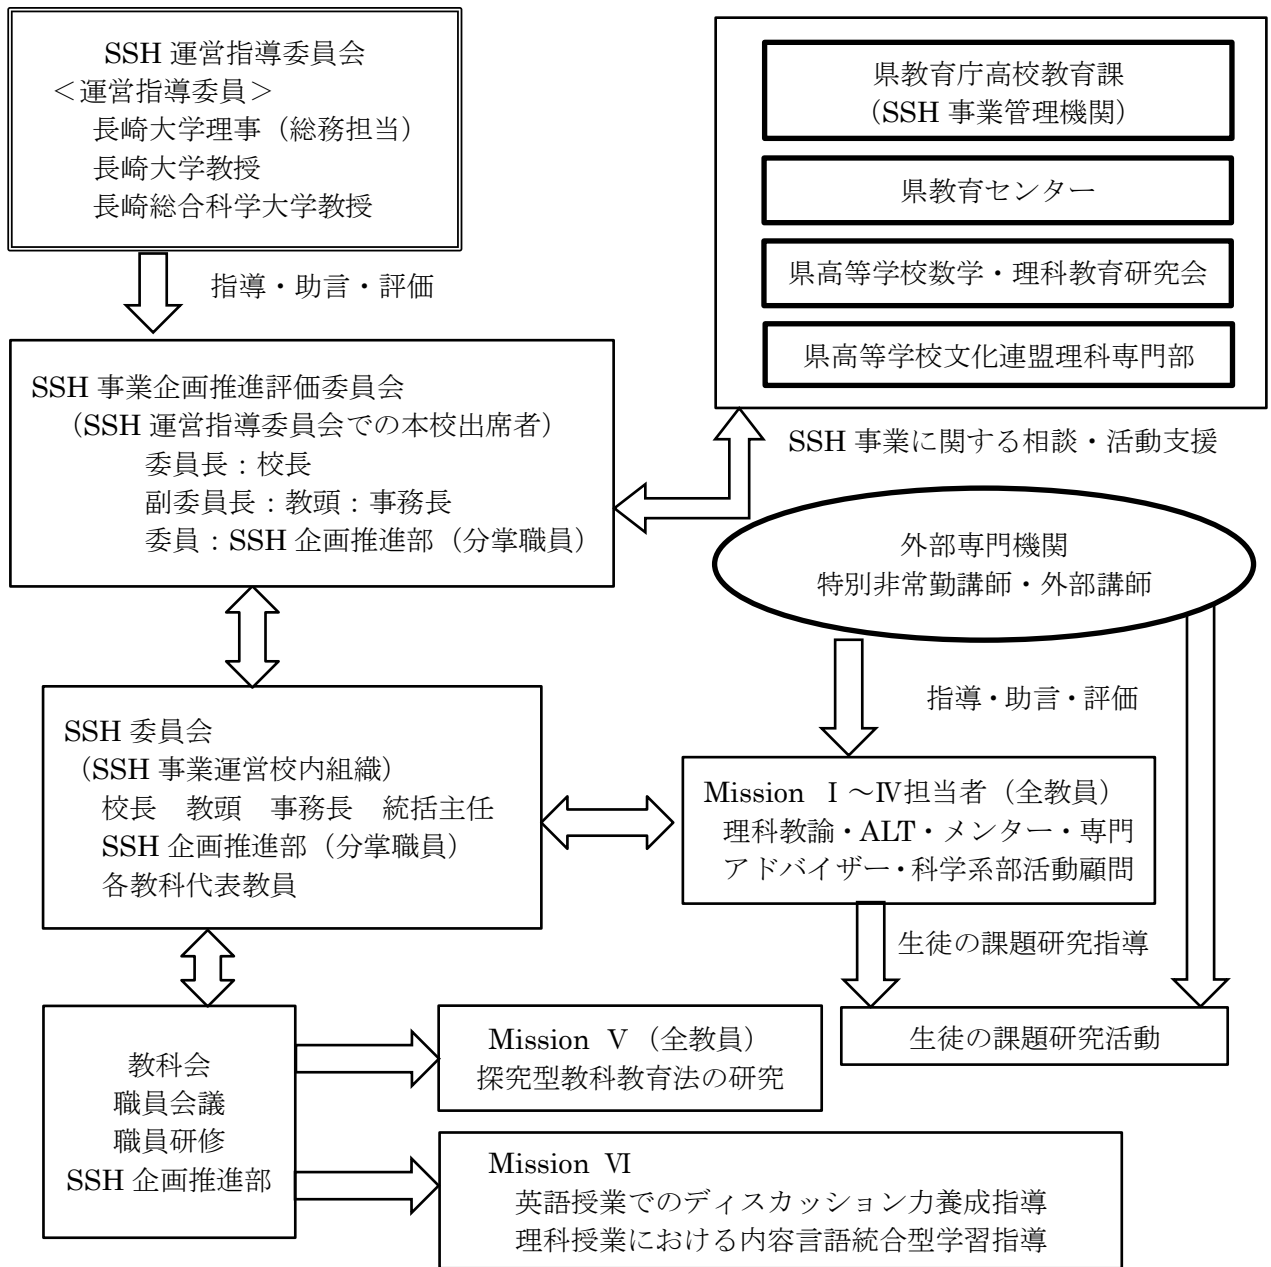 SSH 運営指導委員会
＜運営指導委員＞
長崎大学理事（総務担当）
長崎大学教授
長崎総合科学大学教授
県教育庁高校教育課
（SSH 事業管理機関）
県教育センター
県高等学校数学・理科教育研究会
県高等学校文化連盟理科専門部
指導・助言・評価
SSH 事業企画推進評価委員会
（SSH 運営指導委員会での本校出席者）
委員長：校長
副委員長：教頭：事務長
委員：SSH 企画推進部（分掌職員）
SSH 事業に関する相談・活動支援
外部専門機関
特別非常勤講師・外部講師
指導・助言・評価
SSH 委員会
（SSH 事業運営校内組織）
校長　教頭　事務長　統括主任
SSH 企画推進部（分掌職員）
各教科代表教員
Mission Ⅰ～Ⅳ担当者（全教員）
理科教諭・ALT・メンター・専門
アドバイザー・科学系部活動顧問
生徒の課題研究指導
生徒の課題研究活動
教科会
職員会議
職員研修
SSH 企画推進部
Mission Ⅴ（全教員）
探究型教科教育法の研究
Mission Ⅵ
英語授業でのディスカッション力養成指導
理科授業における内容言語統合型学習指導